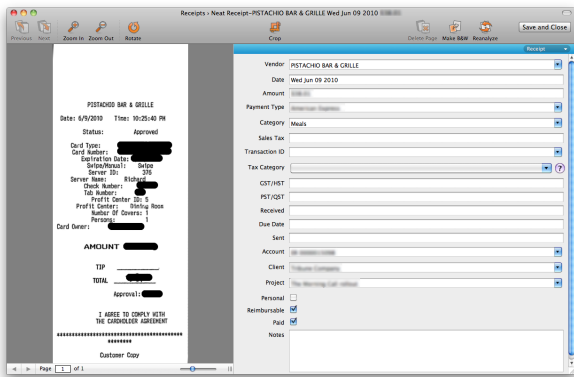 Receipts › Neat Receipt-PISTACHIO BAR & GRILLE Wed Jun 09 2010
Previous Next Zoom In Zoom Out Rotate Crop Delete Page Make B&W Reanalyze Save and Close
PISTACHIO BAR & GRILLE
Date: 6/9/2010 Time: 10:25:40 PM
Status: Approved
Card Type:
Card Number:
Expiration Date:
Swipe/Manual: Swipe
Server ID: 376
Server Name: Richard
Check Number:
Tab Number:
Profit Center ID: 5
Profit Center: Dining Room
Number Of Covers: 1
Persons: 1
Card Owner:
AMOUNT
TIP
TOTAL
Approval:
I AGREE TO COMPLY WITH
THE CARDHOLDER AGREEMENT
Customer Copy
Page 1 of 1
Receipt
Vendor PISTACHIO BAR & GRILLE
Date Wed Jun 09 2010
Amount
Payment Type
Category Meals
Sales Tax
Transaction ID
Tax Category ?
GST/HST
PST/QST
Received
Due Date
Sent
Account
Client
Project
Personal
Reimbursable
Paid
Notes